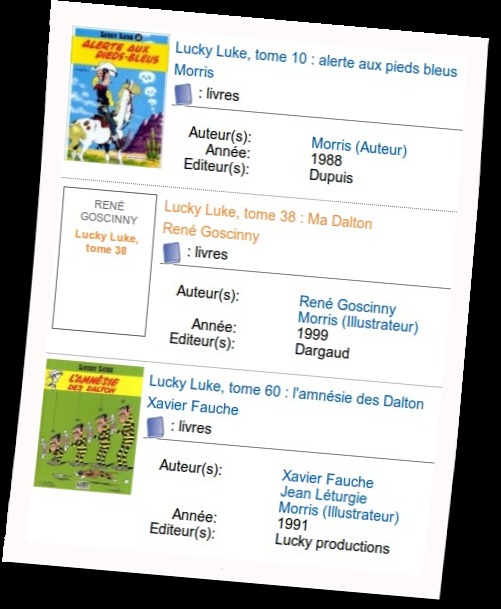 LUCKY LUKE
ALERTE AUX
PIEDS-BLEUS
Lucky Luke, tome 10 : alerte aux pieds bleus
Morris
: livres
Auteur(s): Morris (Auteur)
Année: 1988
Editeur(s): Dupuis
RENÉ
GOSCINNY
Lucky Luke,
tome 38
Lucky Luke, tome 38 : Ma Dalton
René Goscinny
: livres
Auteur(s): René Goscinny
Morris (Illustrateur)
Année: 1999
Editeur(s): Dargaud
LUCKY LUKE
L'AMNÉSIE
DES DALTON
Lucky Luke, tome 60 : l'amnésie des Dalton
Xavier Fauche
: livres
Auteur(s): Xavier Fauche
Jean Léturgie
Morris (Illustrateur)
Année: 1991
Editeur(s): Lucky productions